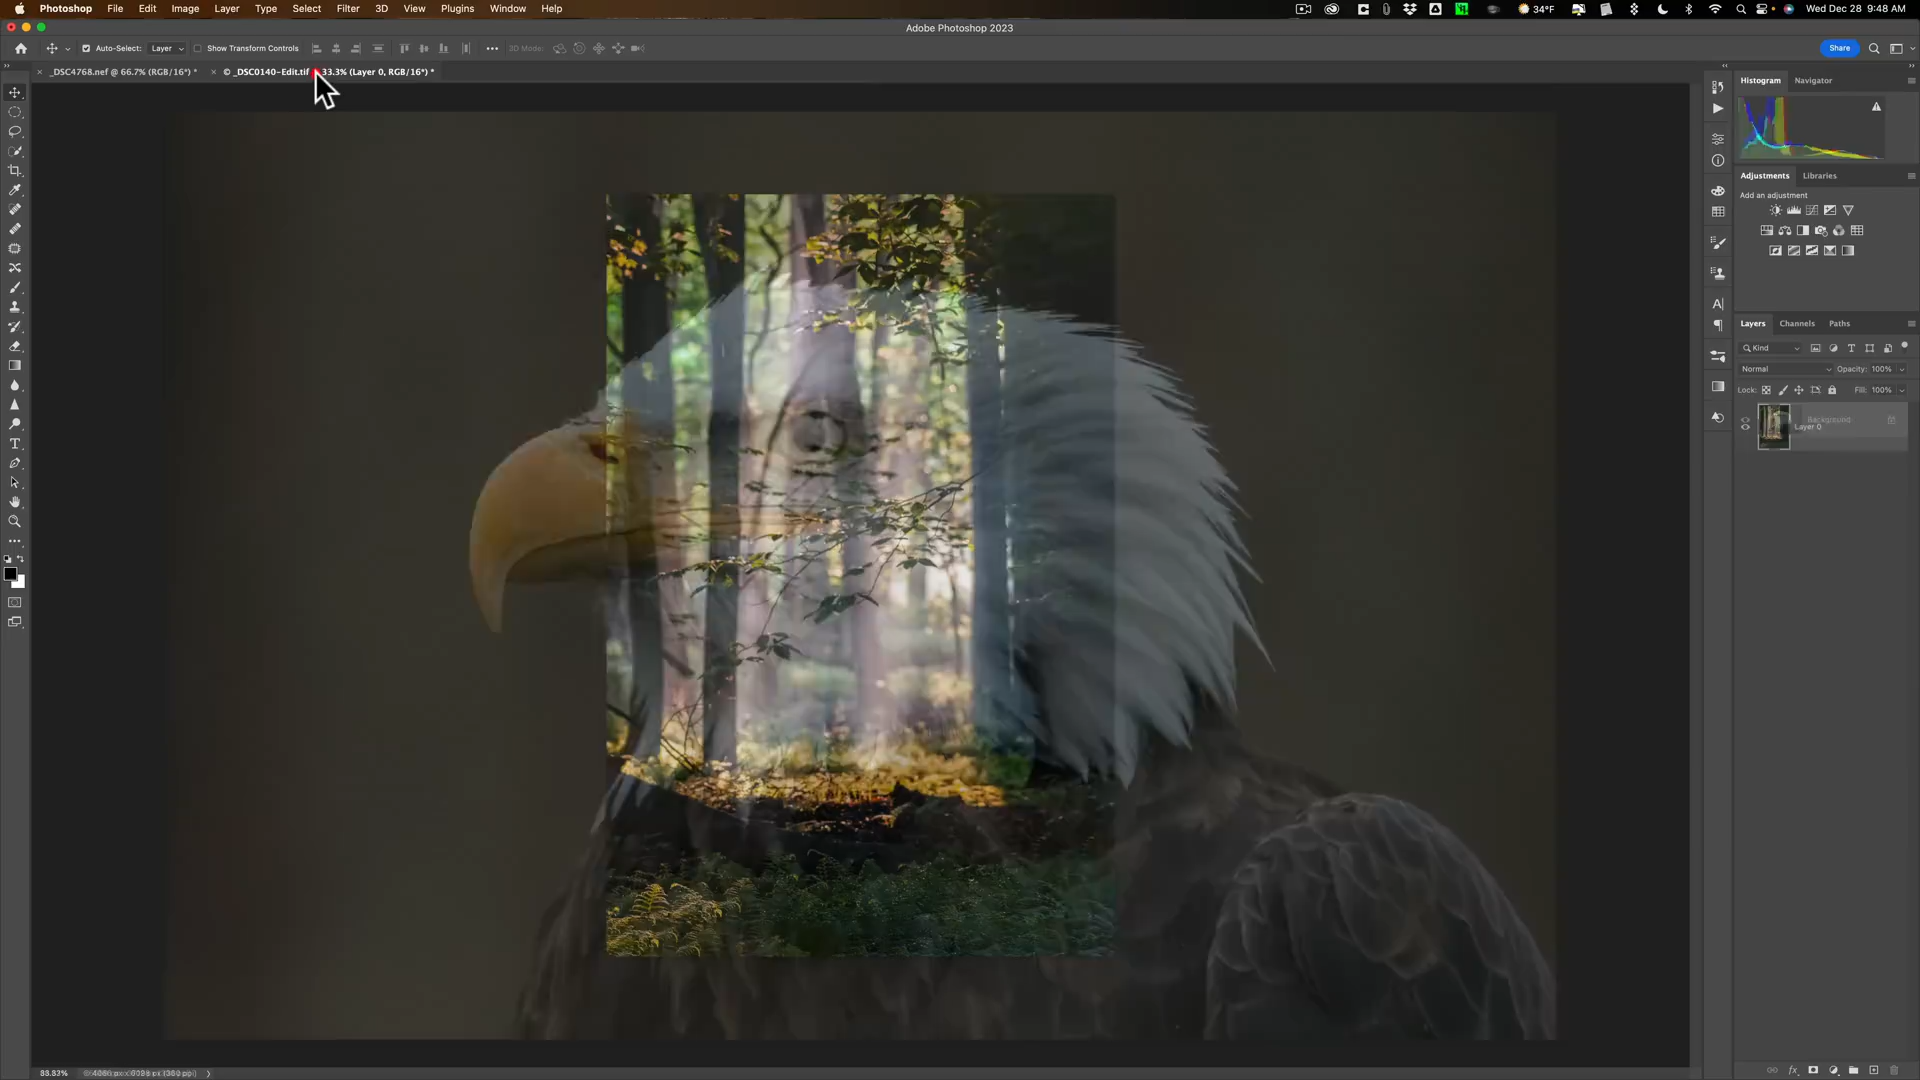 Photoshop File Edit Image Layer Type Select Filter 3D View Plugins Window Help 34°F Wed Dec 28 9:48 AM
Adobe Photoshop 2023
Auto-Select: Layer Show Transform Controls 3D Mode: Share
_DSC4768.nef @ 66.7% (RGB/16*) * © _DSC0140-Edit.tif 33.3% (Layer 0, RGB/16*) *
Histogram Navigator
Adjustments Libraries
Add an adjustment
Layers Channels Paths
Kind
Normal Opacity: 100%
Lock: Fill: 100%
Background
Layer 0